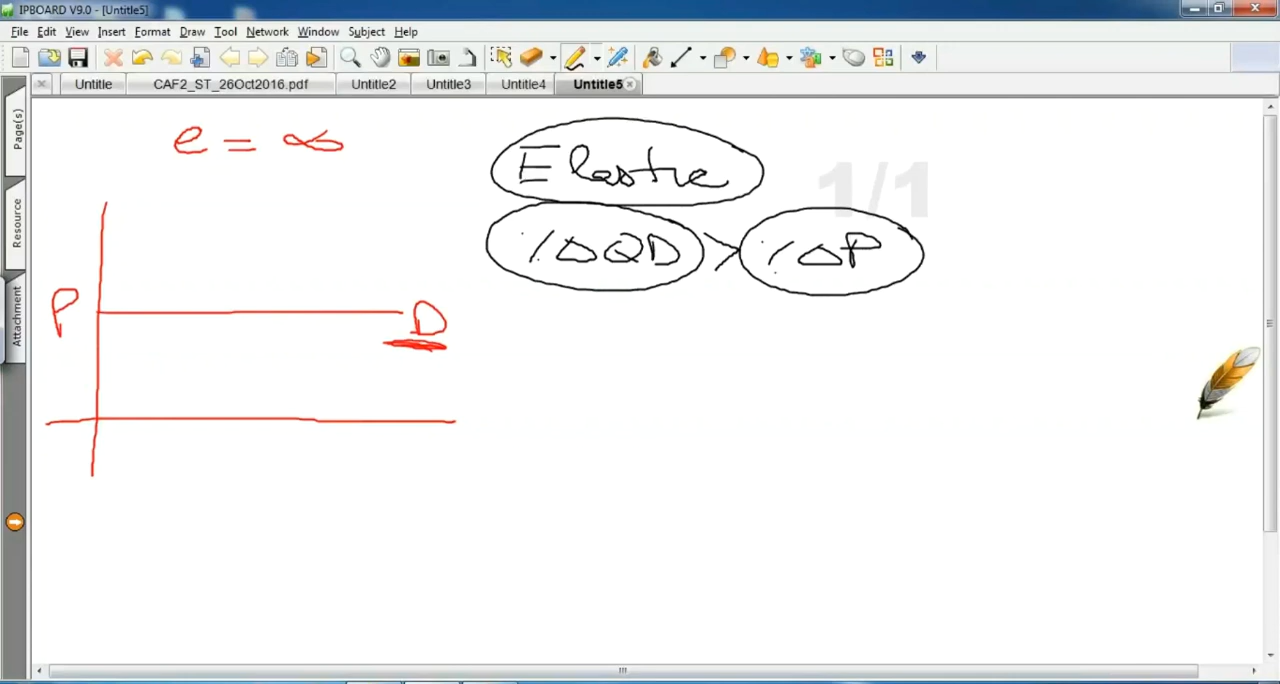 IPBOARD V9.0 - [Untitle5]
File Edit View Insert Format Draw Tool Network Window Subject Help
Untitle CAF2_ST_26Oct2016.pdf Untitle2 Untitle3 Untitle4 Untitle5
Page(s)
Resource
Attachment
e = ∞
P
D
Elastic
%ΔQD > %ΔP
1/1